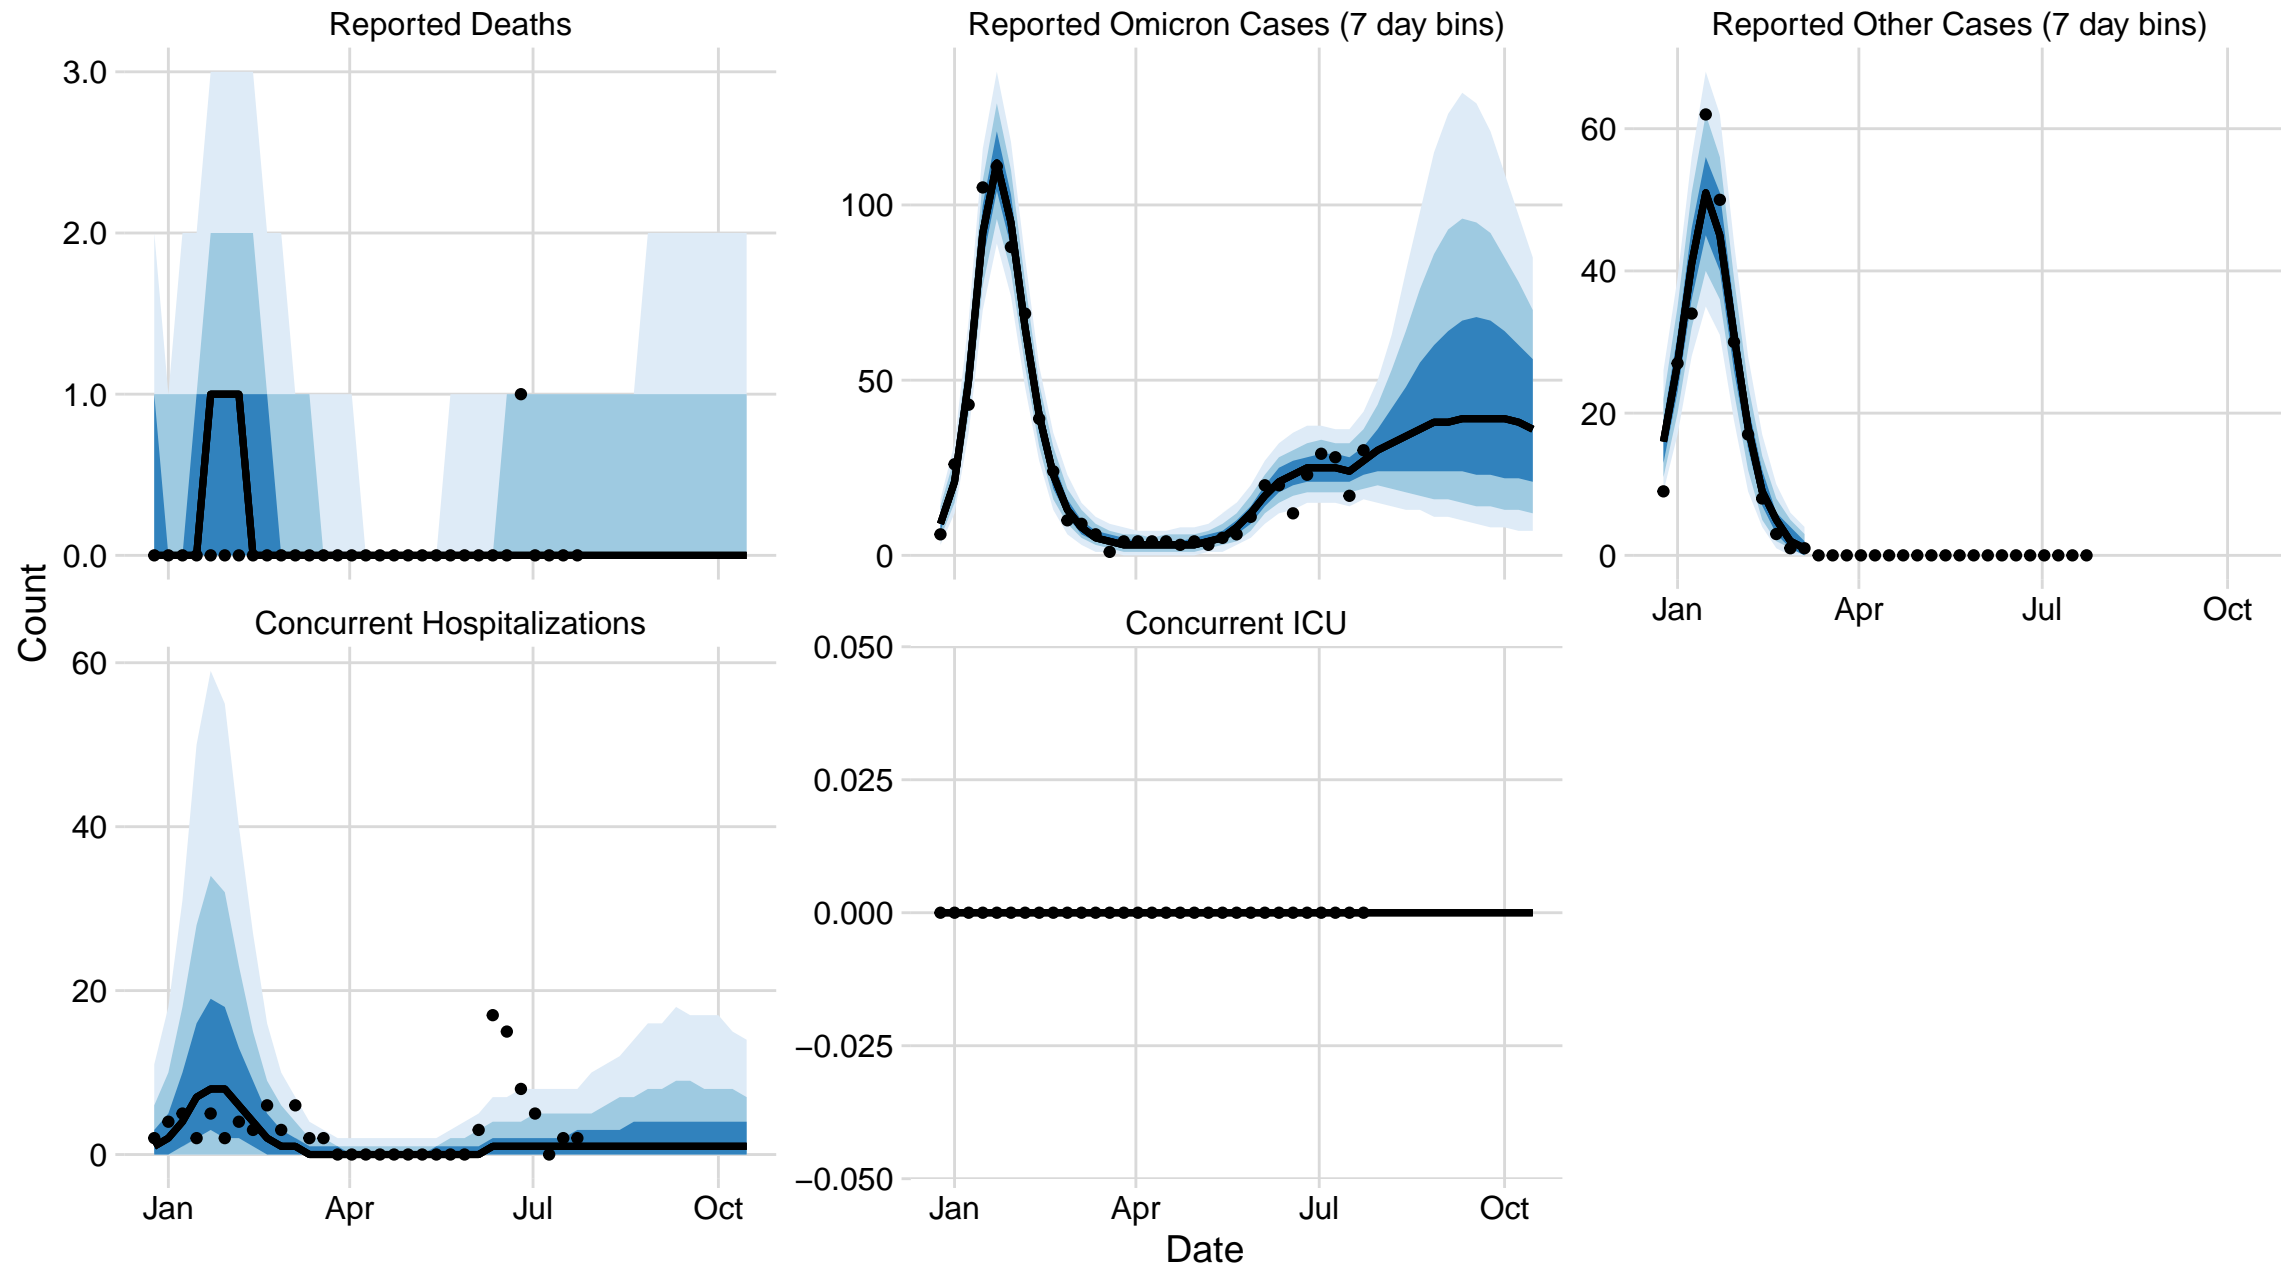 Reported Deaths
Reported Omicron Cases (7 day bins)
Reported Other Cases (7 day bins)
3.0
2.0
1.0
0.0
100
50
0
60
40
20
0
Jan Apr Jul Oct
Count
Concurrent Hospitalizations
Concurrent ICU
60
40
20
0
0.050
0.025
0.000
−0.025
−0.050
Jan Apr Jul Oct
Jan Apr Jul Oct
Date